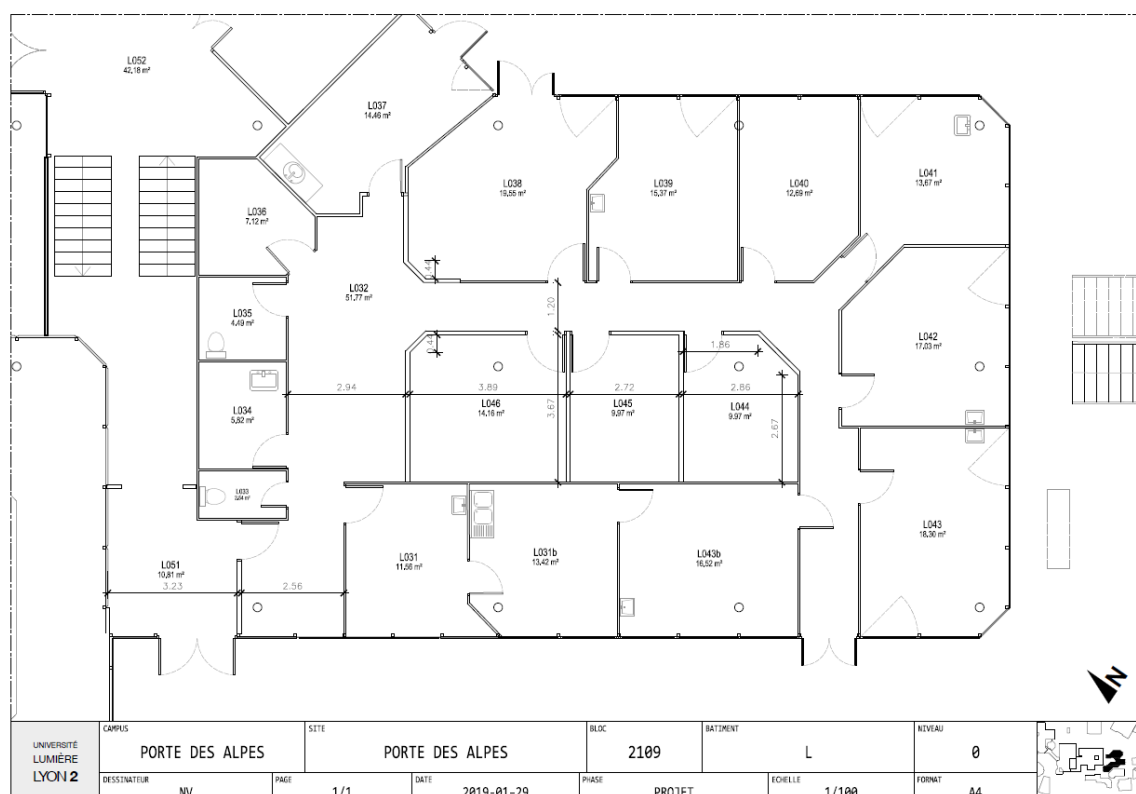 L052
42,18 m²
L037
14.46 m²
L038
19,55 m²
L039
15,37 m²
L040
12,69 m²
L041
13,67 m²
L036
7.12 m²
L032
51.77 m²
0.44
1.20
L035
4.49 m²
0.44
1.86
L042
17,03 m²
2.94
3.89
2.72
2.86
L046
14,16 m²
3.67
L045
9,97 m²
L044
9.97 m²
2.67
L034
5,82 m²
L033
L043
18,30 m²
L031
11,56 m²
L031b
13,42 m²
L043b
16,52 m²
L051
10,81 m²
3.23
2.56
N
UNIVERSITÉ
LUMIÈRE
LYON 2
CAMPUS
PORTE DES ALPES
SITE
PORTE DES ALPES
BLOC
2109
BATIMENT
L
NIVEAU
0
DESSINATEUR
NV
PAGE
1/1
DATE
2019-01-29
PHASE
PROJET
ECHELLE
1/100
FORMAT
A4